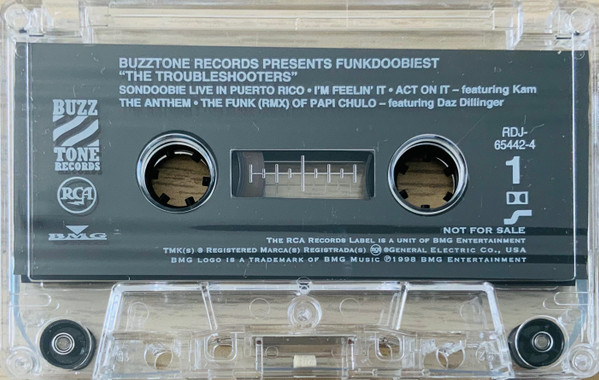 BUZZTONE RECORDS PRESENTS FUNKDOOBIEST
"THE TROUBLESHOOTERS"
SONDOOBIE LIVE IN PUERTO RICO • I'M FEELIN' IT • ACT ON IT – featuring Kam
THE ANTHEM • THE FUNK (RMX) OF PAPI CHULO – featuring Daz Dillinger
BUZZ
TONE
RECORDS
RCA
BMG
RDJ-
65442-4
1
NOT FOR SALE
THE RCA RECORDS LABEL IS A UNIT OF BMG ENTERTAINMENT
TMK(S) ® REGISTERED MARCA(S) REGISTRADA(S) RCA ®GENERAL ELECTRIC CO., USA
BMG LOGO IS A TRADEMARK OF BMG MUSIC ℗1998 BMG ENTERTAINMENT